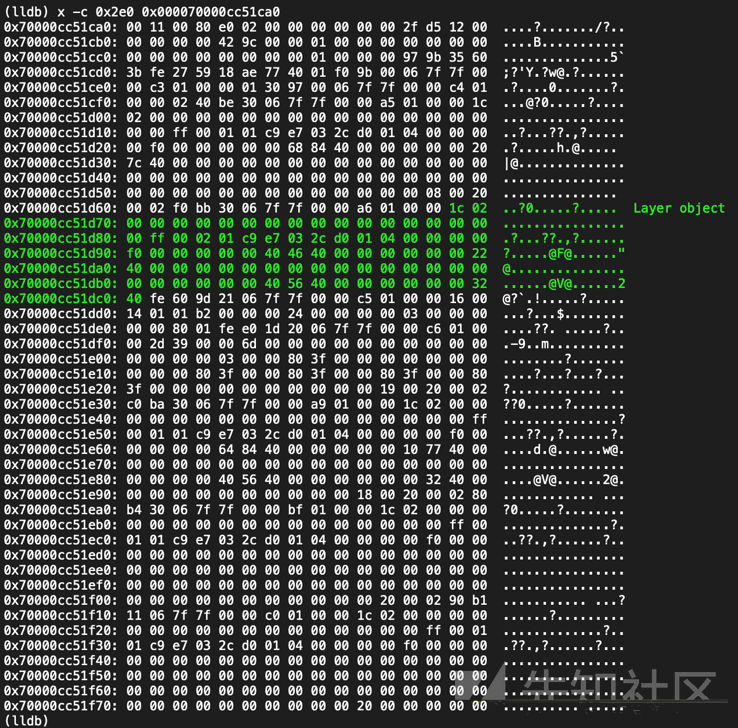 (lldb) x -c 0x2e0 0x000070000cc51ca0
0x70000cc51ca0: 00 11 00 80 e0 02 00 00 00 00 00 00 2f d5 12 00  ....?......./?..
0x70000cc51cb0: 00 00 00 00 42 9c 00 00 01 00 00 00 00 00 00 00  ....B...........
0x70000cc51cc0: 00 00 00 00 00 00 00 00 01 00 00 00 97 9b 35 60  .............5`
0x70000cc51cd0: 3b fe 27 59 18 ae 77 40 01 f9 9b 00 06 7f 7f 00  ;?'Y.?w@.?......
0x70000cc51ce0: 00 c3 01 00 00 01 30 97 00 06 7f 7f 00 00 c4 01  .?....0.......?.
0x70000cc51cf0: 00 00 02 40 be 30 06 7f 7f 00 00 a5 01 00 00 1c  ...@?0.....?....
0x70000cc51d00: 02 00 00 00 00 00 00 00 00 00 00 00 00 00 00 00  ................
0x70000cc51d10: 00 00 ff 00 01 01 c9 e7 03 2c d0 01 04 00 00 00  ..?...??.,?.....
0x70000cc51d20: 00 f0 00 00 00 00 00 68 84 40 00 00 00 00 00 20  .?.....h.@.....
0x70000cc51d30: 7c 40 00 00 00 00 00 00 00 00 00 00 00 00 00 00  |@..............
0x70000cc51d40: 00 00 00 00 00 00 00 00 00 00 00 00 00 00 00 00  ................
0x70000cc51d50: 00 00 00 00 00 00 00 00 00 00 00 00 00 00 08 00 20  ...............
0x70000cc51d60: 00 02 f0 bb 30 06 7f 7f 00 00 a6 01 00 00 1c 02  ..?0.....?.....  Layer object
0x70000cc51d70: 00 00 00 00 00 00 00 00 00 00 00 00 00 00 00 00  ................
0x70000cc51d80: 00 ff 00 02 01 c9 e7 03 2c d0 01 04 00 00 00 00  .?...??.,?......
0x70000cc51d90: f0 00 00 00 00 00 40 46 40 00 00 00 00 00 00 22  ?.....@F@......"
0x70000cc51da0: 40 00 00 00 00 00 00 00 00 00 00 00 00 00 00 00  @...............
0x70000cc51db0: 00 00 00 00 00 00 40 56 40 00 00 00 00 00 00 32  ......@V@......2
0x70000cc51dc0: 40 fe 60 9d 21 06 7f 7f 00 00 c5 01 00 00 16 00  @?`.!.....?.....
0x70000cc51dd0: 14 01 01 b2 00 00 00 24 00 00 00 00 03 00 00 00  ...?...$........
0x70000cc51de0: 00 00 80 01 fe e0 1d 20 06 7f 7f 00 00 c6 01 00  ....??. .....?..
0x70000cc51df0: 00 2d 39 00 00 6d 00 00 00 00 00 00 00 00 00 00  .-9..m..........
0x70000cc51e00: 00 00 00 00 03 00 00 80 3f 00 00 00 00 00 00 00  ........?.......
0x70000cc51e10: 00 00 00 80 3f 00 00 80 3f 00 00 80 3f 00 00 80  ....?...?...?...
0x70000cc51e20: 3f 00 00 00 00 00 00 00 00 00 00 19 00 20 00 02  ?............ ..
0x70000cc51e30: c0 ba 30 06 7f 7f 00 00 a9 01 00 00 1c 02 00 00  ??0.....?.......
0x70000cc51e40: 00 00 00 00 00 00 00 00 00 00 00 00 00 00 00 ff  ...............?
0x70000cc51e50: 00 01 01 c9 e7 03 2c d0 01 04 00 00 00 00 f0 00  ...??.,?......?.
0x70000cc51e60: 00 00 00 00 64 84 40 00 00 00 00 00 10 77 40 00  ....d.@......w@.
0x70000cc51e70: 00 00 00 00 00 00 00 00 00 00 00 00 00 00 00 00  ................
0x70000cc51e80: 00 00 00 00 40 56 40 00 00 00 00 00 00 32 40 00  ....@V@......2@.
0x70000cc51e90: 00 00 00 00 00 00 00 00 00 00 18 00 20 00 02 80  ............ ...
0x70000cc51ea0: b4 30 06 7f 7f 00 00 bf 01 00 00 1c 02 00 00 00  ?0.....?........
0x70000cc51eb0: 00 00 00 00 00 00 00 00 00 00 00 00 00 00 ff 00  ..............?.
0x70000cc51ec0: 01 01 c9 e7 03 2c d0 01 04 00 00 00 00 f0 00 00  ..??.,?......?..
0x70000cc51ed0: 00 00 00 00 00 00 00 00 00 00 00 00 00 00 00 00  ................
0x70000cc51ee0: 00 00 00 00 00 00 00 00 00 00 00 00 00 00 00 00  ................
0x70000cc51ef0: 00 00 00 00 00 00 00 00 00 00 00 00 00 00 00 00  ................
0x70000cc51f00: 00 00 00 00 00 00 00 00 00 00 00 20 00 02 90 b1  ........... ...?
0x70000cc51f10: 11 06 7f 7f 00 00 c0 01 00 00 1c 02 00 00 00 00  ......?.........
0x70000cc51f20: 00 00 00 00 00 00 00 00 00 00 00 00 00 ff 00 01  .............?..
0x70000cc51f30: 01 c9 e7 03 2c d0 01 04 00 00 00 00 f0 00 00 00  .??.,?......?...
0x70000cc51f40: 00 00 00 00 00 00 00 00 00 00 00 00 00 00 00 00  ................
0x70000cc51f50: 00 00 00 00 00 00 00 00 00 00 00 00 00 00 00 00  ................
0x70000cc51f60: 00 00 00 00 00 00 00 00 00 00 00 00 00 00 00 00  ................
0x70000cc51f70: 00 00 00 00 00 00 00 00 00 00 20 00 00 00 00 00  .......... .....
(lldb)
先知社区